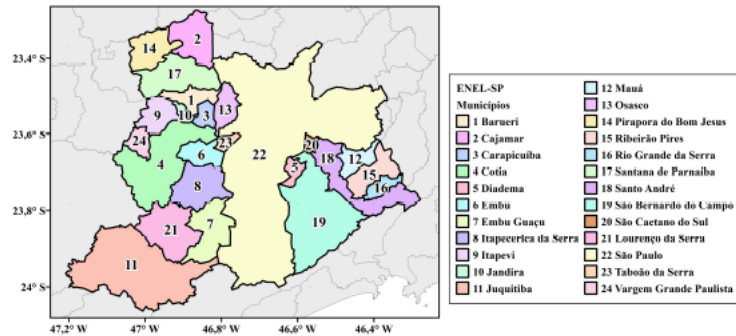 23,4° S
23,6° S
23,8° S
24° S
47,2° W 47° W 46,8° W 46,6° W 46,4° W
14
2
17
1
9
10
3
13
24
23
6
4
22
20
18
12
5
15
16
8
19
7
21
11
ENEL-SP
Municípios
1 Barueri
2 Cajamar
3 Carapicuíba
4 Cotia
5 Diadema
6 Embu
7 Embu Guaçu
8 Itapecerica da Serra
9 Itapevi
10 Jandira
11 Juquitiba
12 Mauá
13 Osasco
14 Pirapora do Bom Jesus
15 Ribeirão Pires
16 Rio Grande da Serra
17 Santana de Parnaíba
18 Santo André
19 São Bernardo do Campo
20 São Caetano do Sul
21 Lourenço da Serra
22 São Paulo
23 Taboão da Serra
24 Vargem Grande Paulista